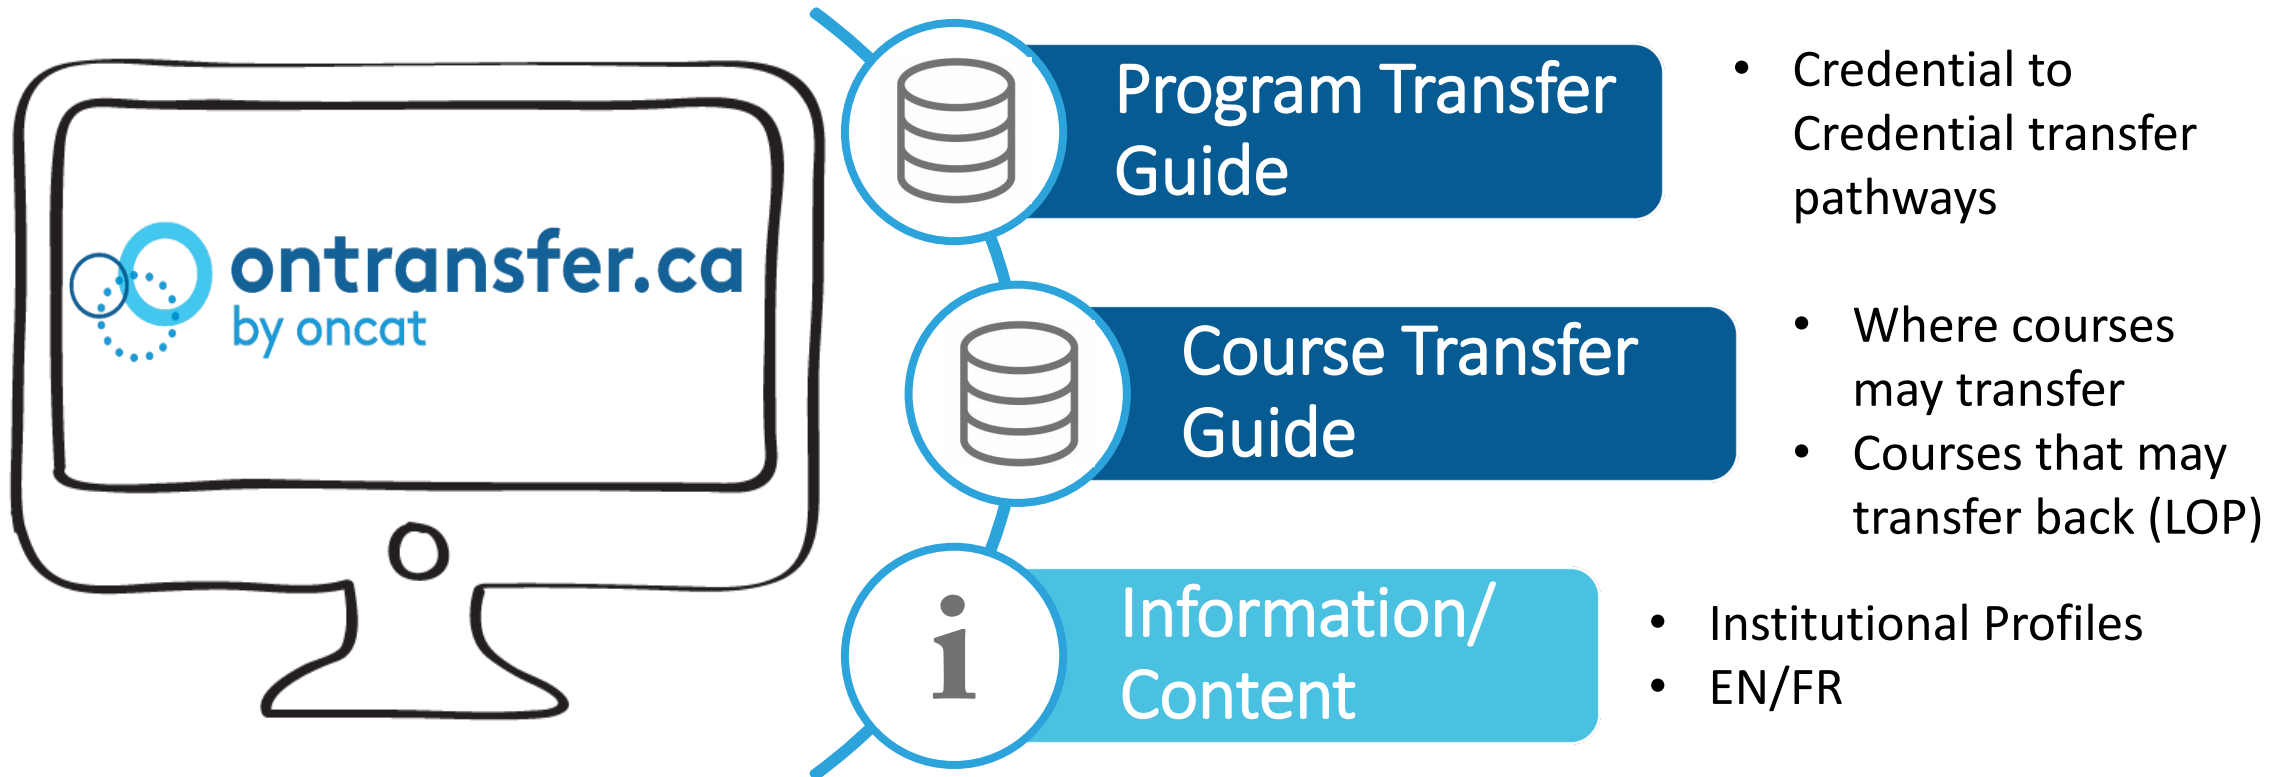 ontransfer.ca
by oncat
Program Transfer
Guide
• Credential to
Credential transfer
pathways
Course Transfer
Guide
• Where courses
may transfer
• Courses that may
transfer back (LOP)
Information/
Content
• Institutional Profiles
• EN/FR